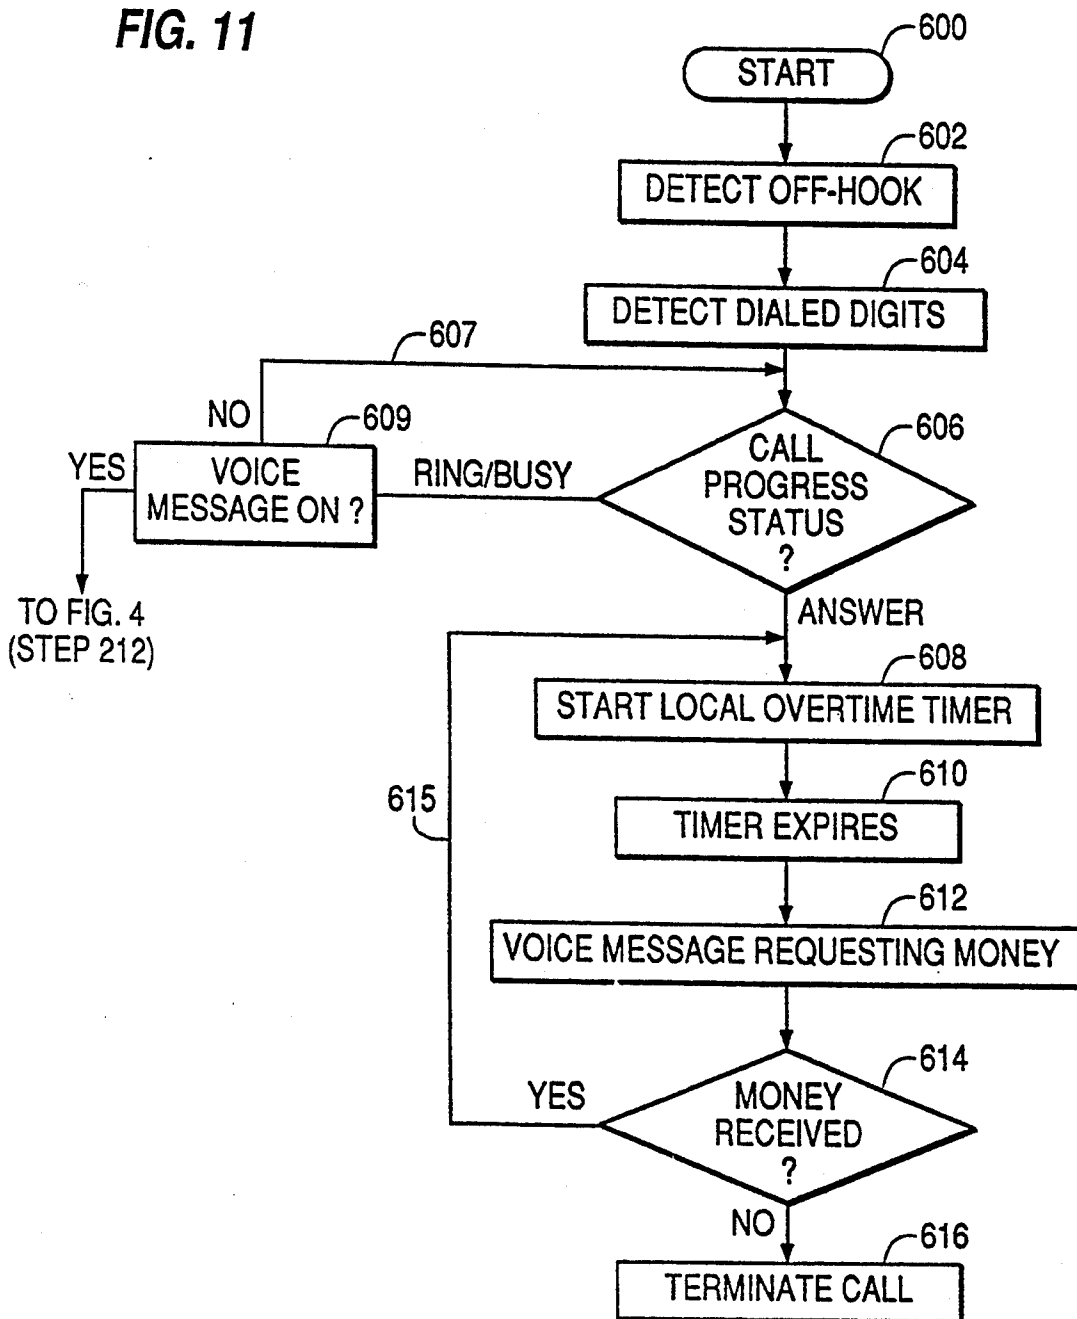 FIG. 11
600
START
602
DETECT OFF-HOOK
604
DETECT DIALED DIGITS
607
NO
609
606
YES
VOICE
MESSAGE ON ?
RING/BUSY
CALL
PROGRESS
STATUS
?
TO FIG. 4
(STEP 212)
ANSWER
608
START LOCAL OVERTIME TIMER
610
615
TIMER EXPIRES
612
VOICE MESSAGE REQUESTING MONEY
614
YES
MONEY
RECEIVED
?
NO
616
TERMINATE CALL